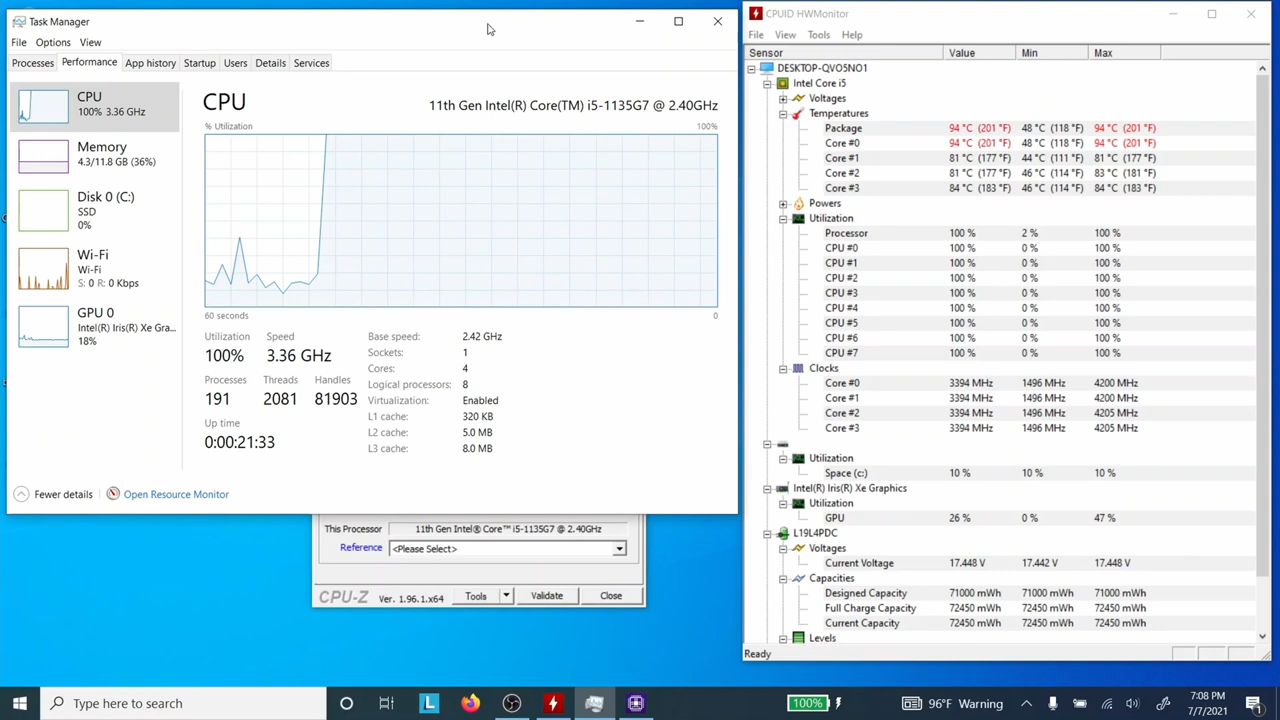 Task Manager
File Options View
Processes Performance App history Startup Users Details Services
CPU
100% 3.36 GHz
Memory
4.3/11.8 GB (36%)
Disk 0 (C:)
SSD
0%
Wi-Fi
Wi-Fi
S: 0 R: 0 Kbps
GPU 0
Intel(R) Iris(R) Xe Gra...
18%
CPU
11th Gen Intel(R) Core(TM) i5-1135G7 @ 2.40GHz
% Utilization 100%
60 seconds 0
Utilization Speed
100% 3.36 GHz
Processes Threads Handles
191 2081 81903
Up time
0:00:21:33
Base speed: 2.42 GHz
Sockets: 1
Cores: 4
Logical processors: 8
Virtualization: Enabled
L1 cache: 320 KB
L2 cache: 5.0 MB
L3 cache: 8.0 MB
Fewer details Open Resource Monitor
This Processor 11th Gen Intel® Core™ i5-1135G7 @ 2.40GHz
Reference <Please Select>
CPU-Z Ver. 1.96.1.x64 Tools Validate Close
CPUID HWMonitor
File View Tools Help
Sensor Value Min Max
DESKTOP-QVO5NO1
Intel Core i5
Voltages
Temperatures
Package 94 °C (201 °F) 48 °C (118 °F) 94 °C (201 °F)
Core #0 94 °C (201 °F) 48 °C (118 °F) 94 °C (201 °F)
Core #1 81 °C (177 °F) 44 °C (111 °F) 81 °C (177 °F)
Core #2 81 °C (177 °F) 46 °C (114 °F) 83 °C (181 °F)
Core #3 84 °C (183 °F) 46 °C (114 °F) 84 °C (183 °F)
Powers
Utilization
Processor 100 % 2 % 100 %
CPU #0 100 % 0 % 100 %
CPU #1 100 % 0 % 100 %
CPU #2 100 % 0 % 100 %
CPU #3 100 % 0 % 100 %
CPU #4 100 % 0 % 100 %
CPU #5 100 % 0 % 100 %
CPU #6 100 % 0 % 100 %
CPU #7 100 % 0 % 100 %
Clocks
Core #0 3394 MHz 1496 MHz 4200 MHz
Core #1 3394 MHz 1496 MHz 4200 MHz
Core #2 3394 MHz 1496 MHz 4205 MHz
Core #3 3394 MHz 1496 MHz 4205 MHz
Utilization
Space (c:) 10 % 10 % 10 %
Intel(R) Iris(R) Xe Graphics
Utilization
GPU 26 % 0 % 47 %
L19L4PDC
Voltages
Current Voltage 17.448 V 17.442 V 17.448 V
Capacities
Designed Capacity 71000 mWh 71000 mWh 71000 mWh
Full Charge Capacity 72450 mWh 72450 mWh 72450 mWh
Current Capacity 72450 mWh 72450 mWh 72450 mWh
Levels
Ready
Type here to search
L
100%
96°F Warning
7:08 PM
7/7/2021
1